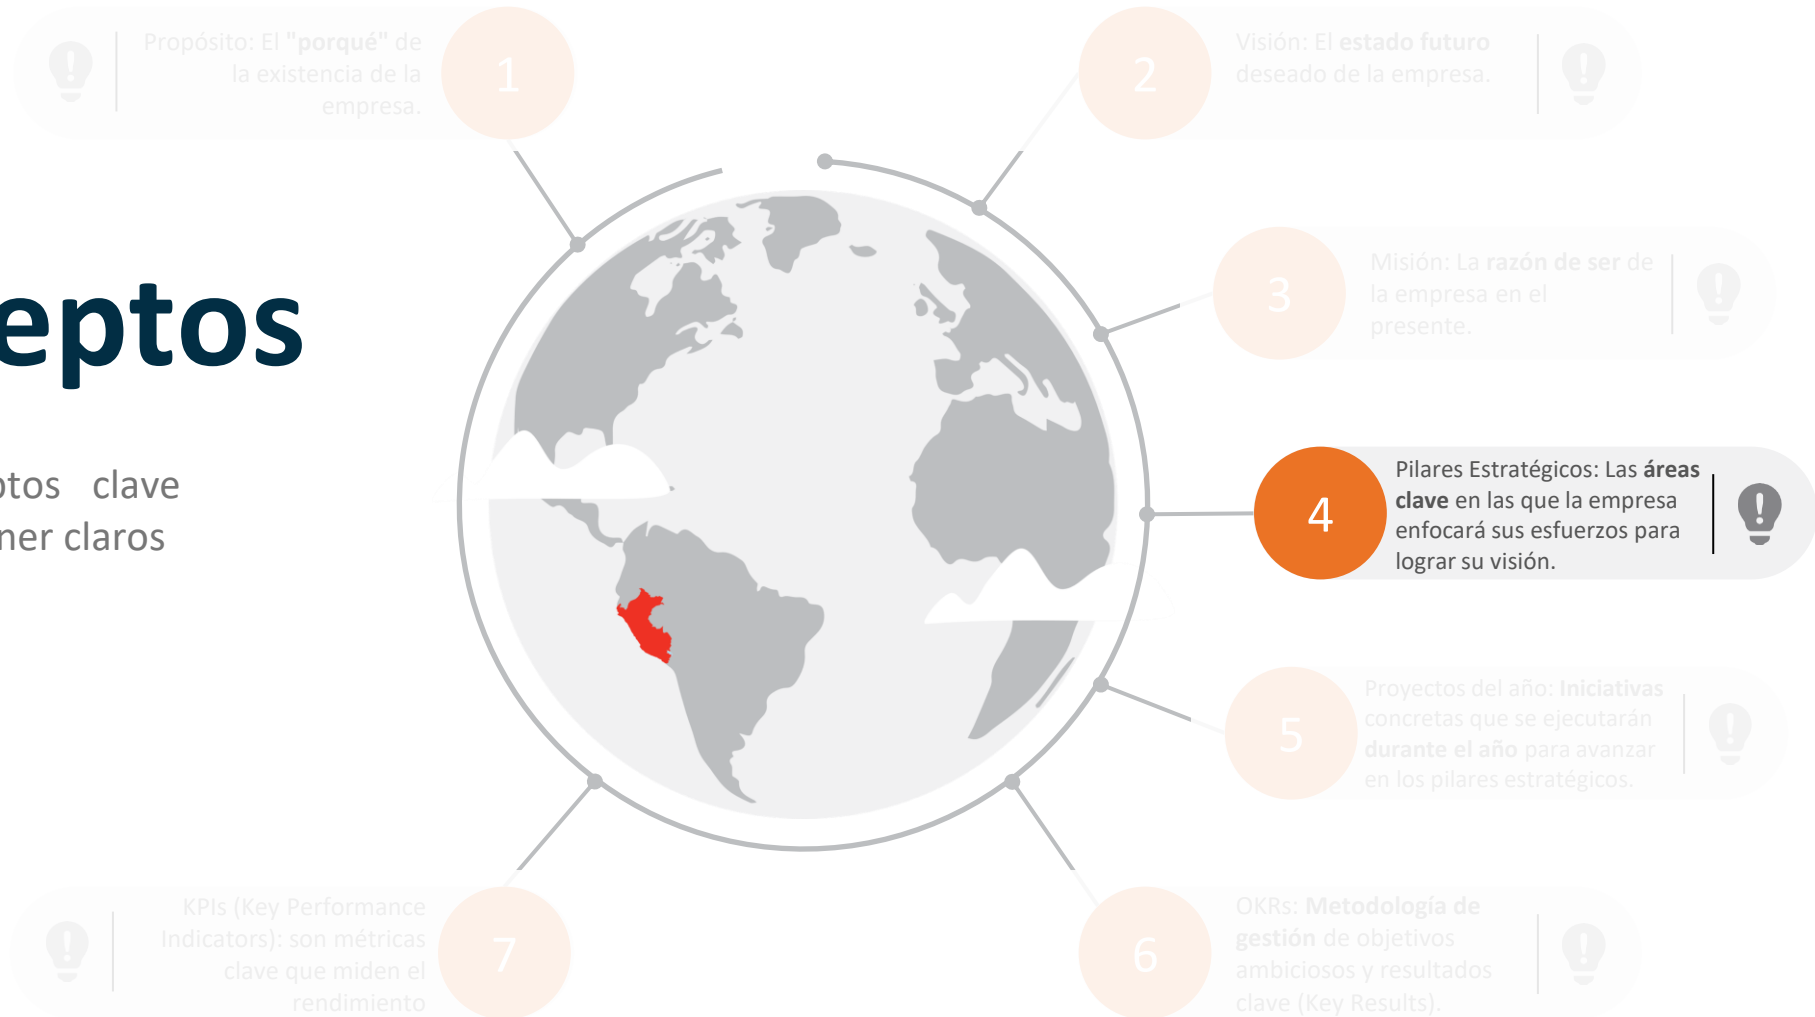 eptos
ptos clave
ner claros
1
Propósito: El "porqué" de
la existencia de la
empresa.
2
Visión: El estado futuro
deseado de la empresa.
3
Misión: La razón de ser de
la empresa en el
presente.
4
Pilares Estratégicos: Las áreas
clave en las que la empresa
enfocará sus esfuerzos para
lograr su visión.
5
Proyectos del año: Iniciativas
concretas que se ejecutarán
durante el año para avanzar
en los pilares estratégicos.
6
OKRs: Metodología de
gestión de objetivos
ambiciosos y resultados
clave (Key Results).
7
KPIs (Key Performance
Indicators): son métricas
clave que miden el
rendimiento